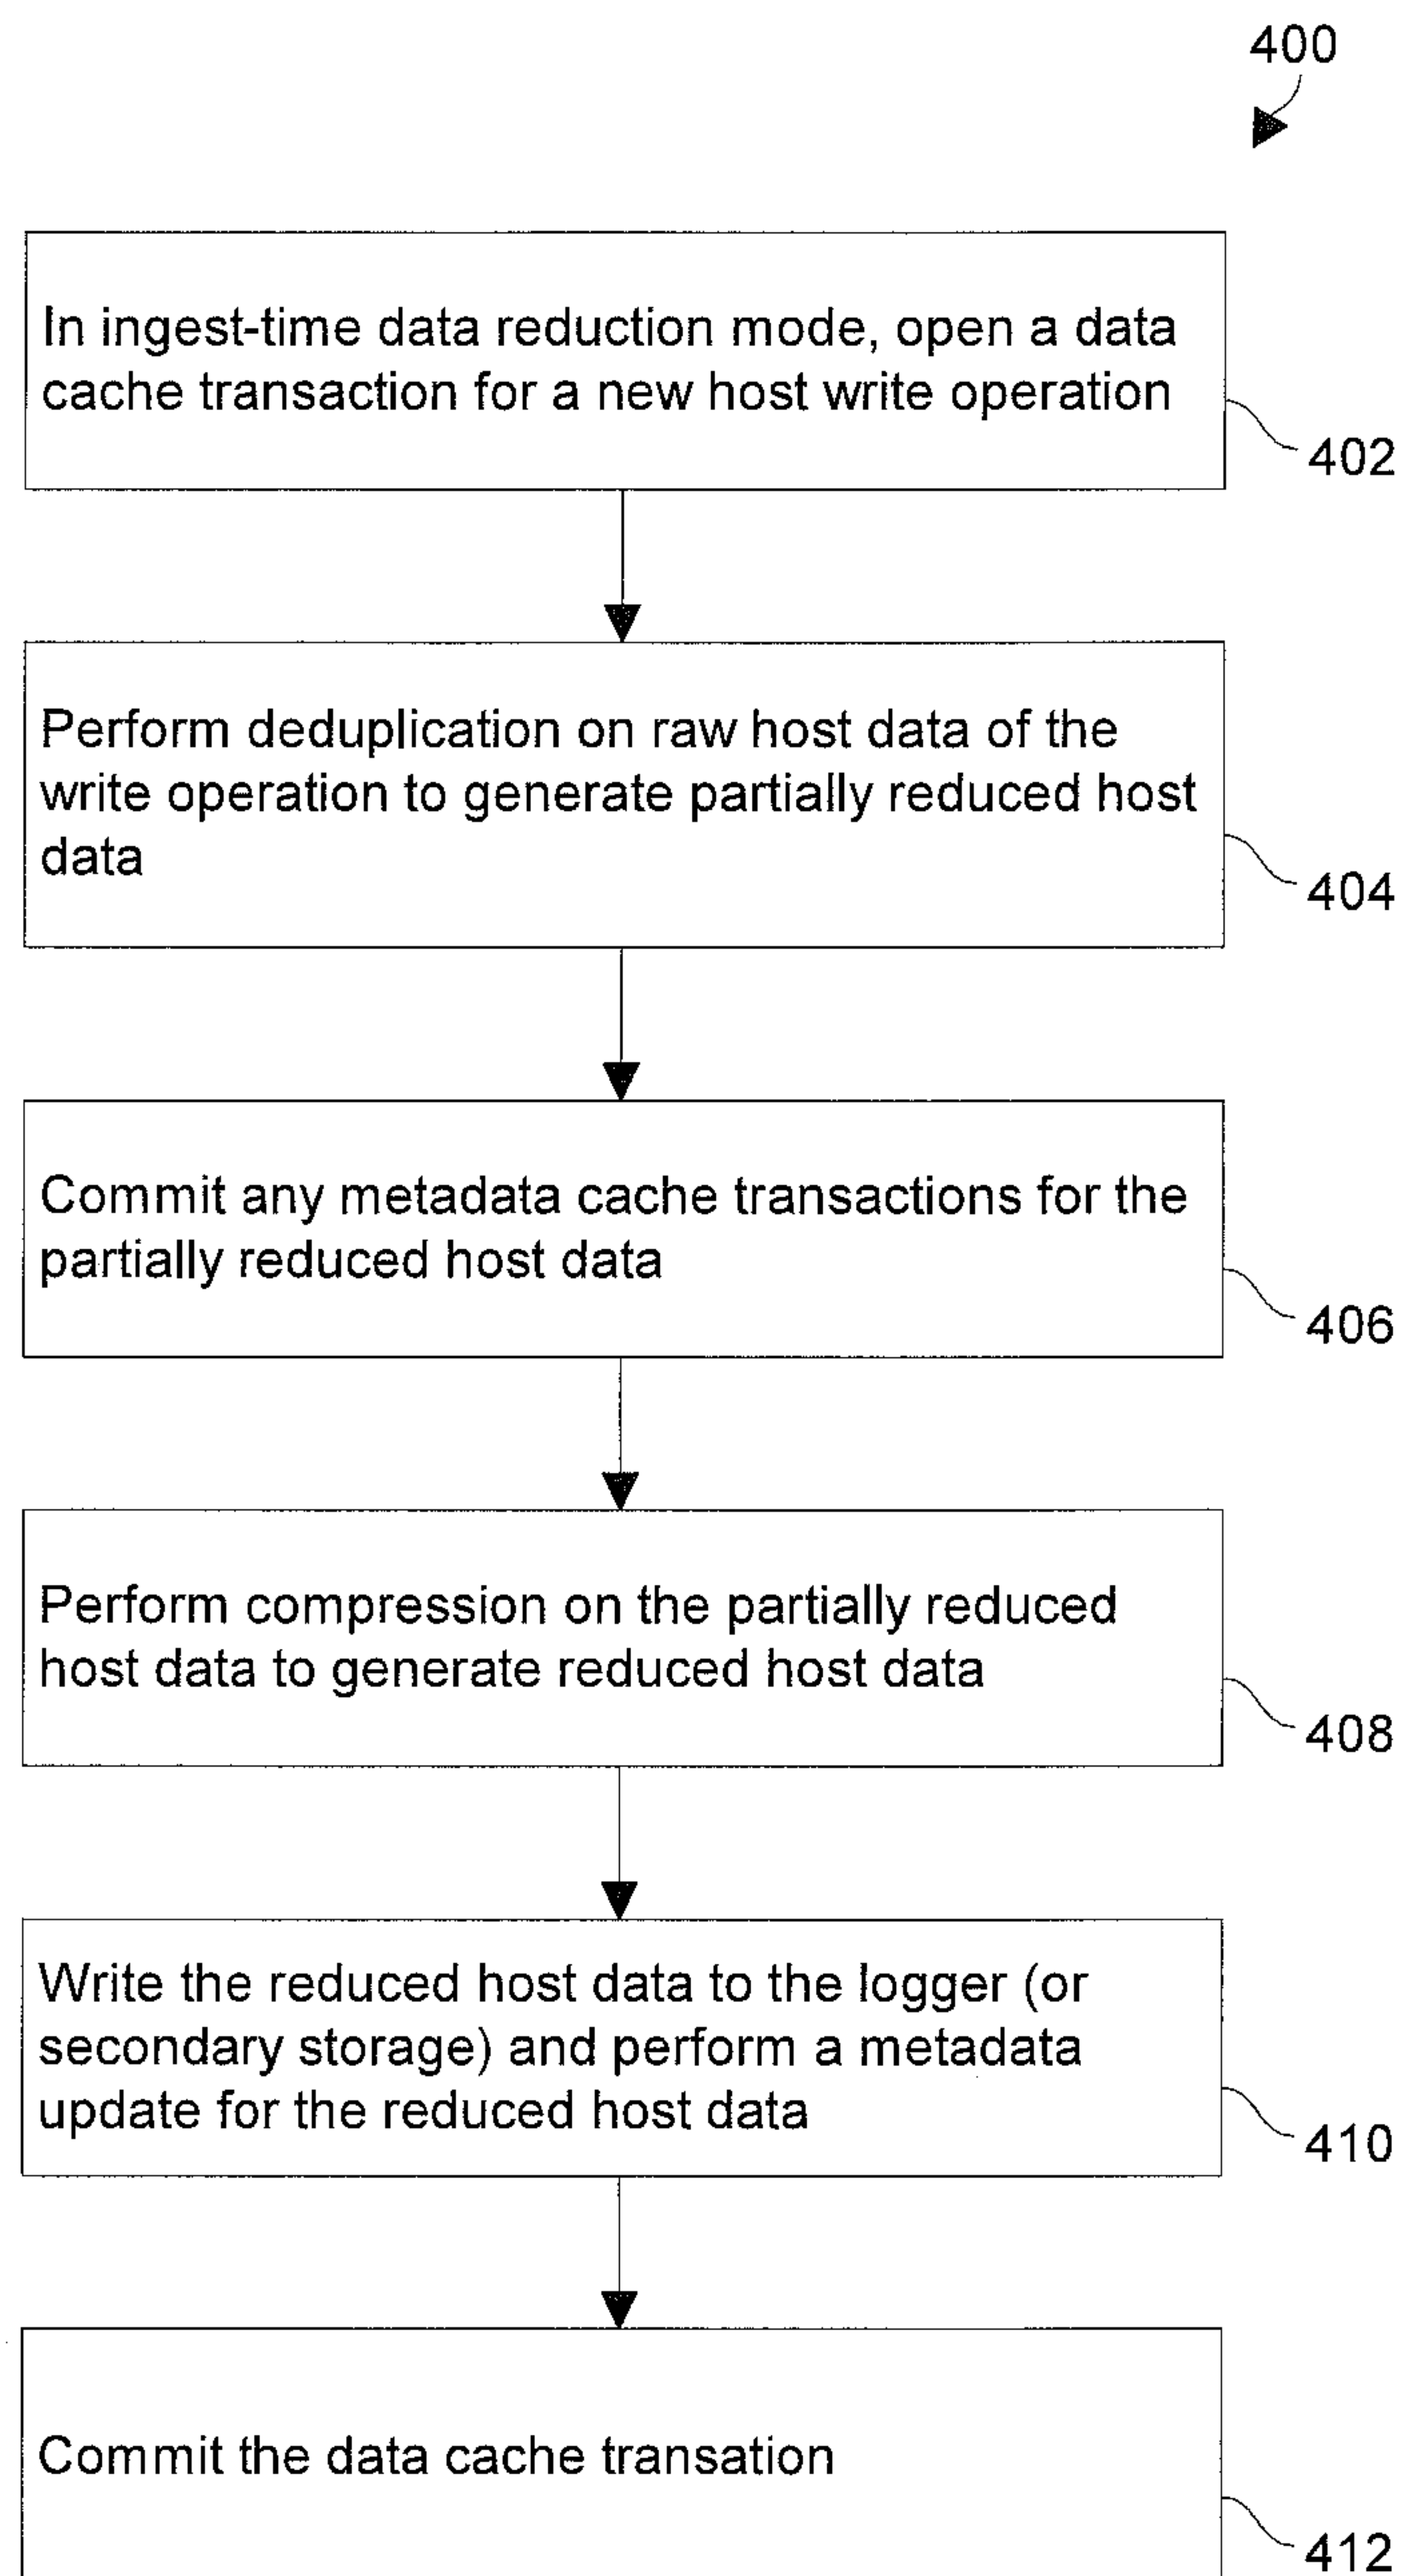 400
In ingest-time data reduction mode, open a data
cache transaction for a new host write operation
402
Perform deduplication on raw host data of the
write operation to generate partially reduced host
data
404
Commit any metadata cache transactions for the
partially reduced host data
406
Perform compression on the partially reduced
host data to generate reduced host data
408
Write the reduced host data to the logger (or
secondary storage) and perform a metadata
update for the reduced host data
410
Commit the data cache transation
412